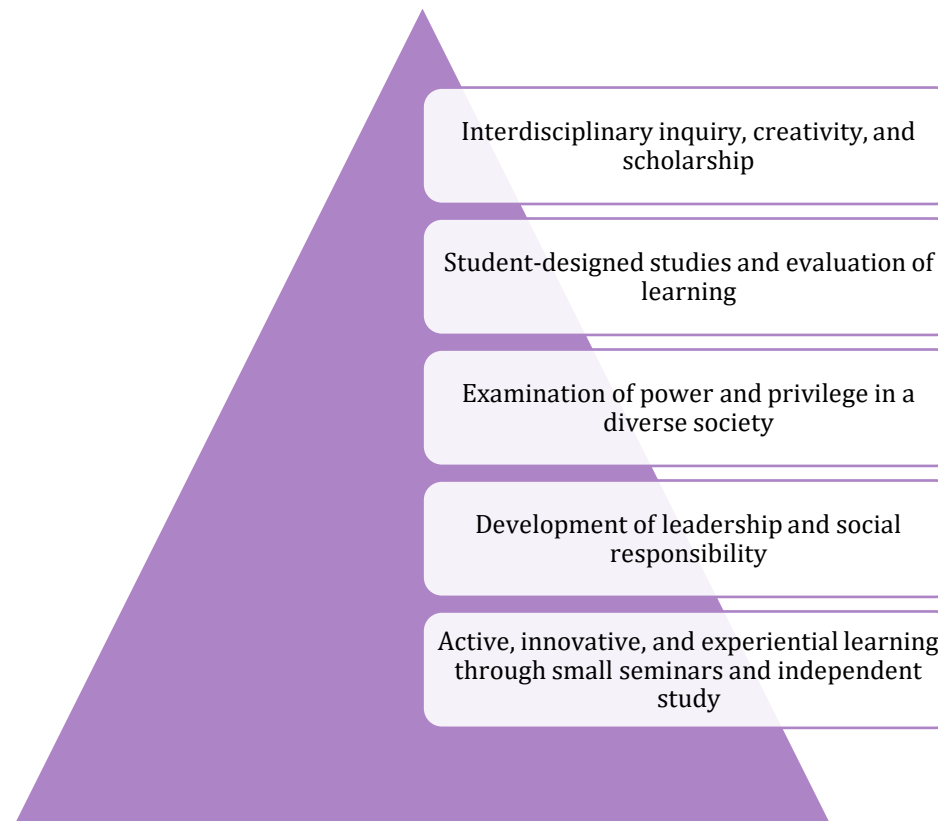 Interdisciplinary inquiry, creativity, and
scholarship
Student-designed studies and evaluation of
learning
Examination of power and privilege in a
diverse society
Development of leadership and social
responsibility
Active, innovative, and experiential learning
through small seminars and independent
study